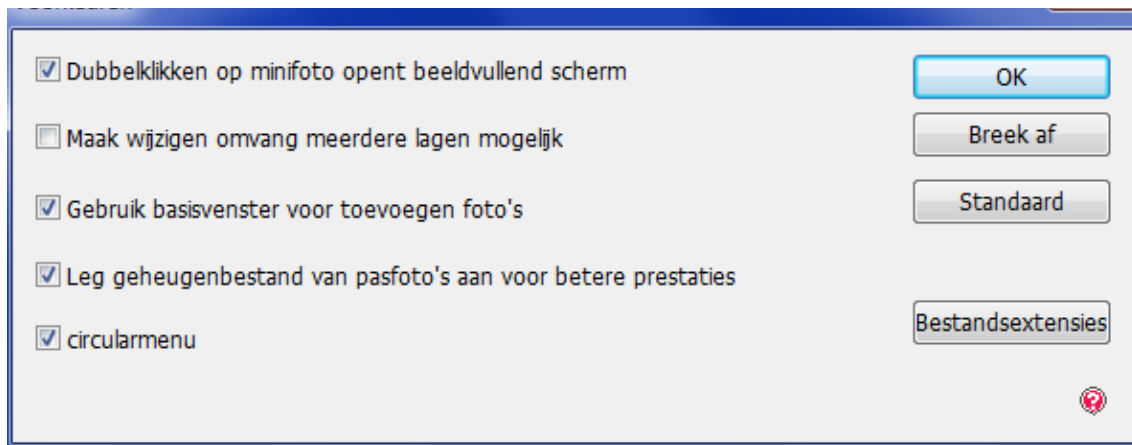 Dubbelklikken op minifoto opent beeldvullend scherm
OK
Maak wijzigen omvang meerdere lagen mogelijk
Breek af
Gebruik basisvenster voor toevoegen foto's
Standaard
Leg geheugenbestand van pasfoto's aan voor betere prestaties
Bestandsextensies
circularmenu